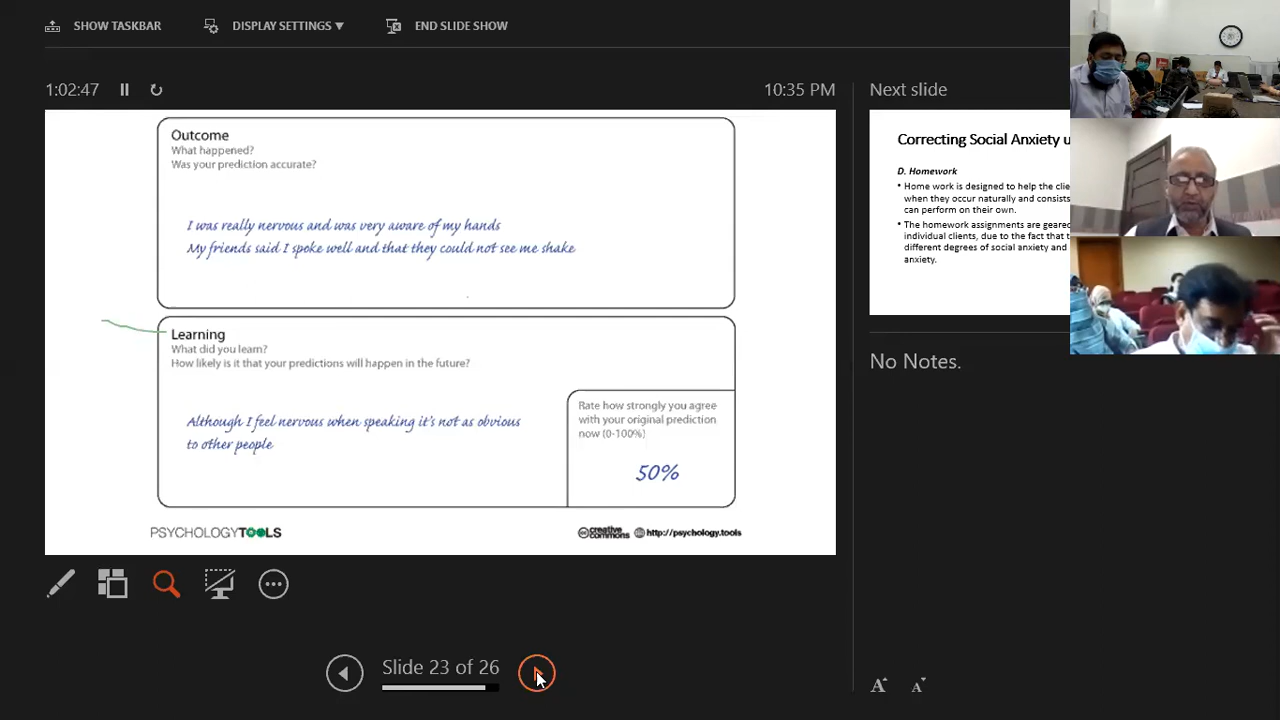 SHOW TASKBAR
DISPLAY SETTINGS ▼
END SLIDE SHOW
1:02:47
10:35 PM
Outcome
What happened?
Was your prediction accurate?
I was really nervous and was very aware of my hands
My friends said I spoke well and that they could not see me shake
Learning
What did you learn?
How likely is it that your predictions will happen in the future?
Although I feel nervous when speaking it's not as obvious
to other people
Rate how strongly you agree
with your original prediction
now (0-100%)
50%
PSYCHOLOGYTOOLS
creative commons
http://psychology.tools
Slide 23 of 26
Next slide
Correcting Social Anxiety u
D. Homework
• Home work is designed to help the clie
when they occur naturally and consists
can perform on their own.
• The homework assignments are geared
individual clients, due to the fact that t
different degrees of social anxiety and
anxiety.
No Notes.
A A